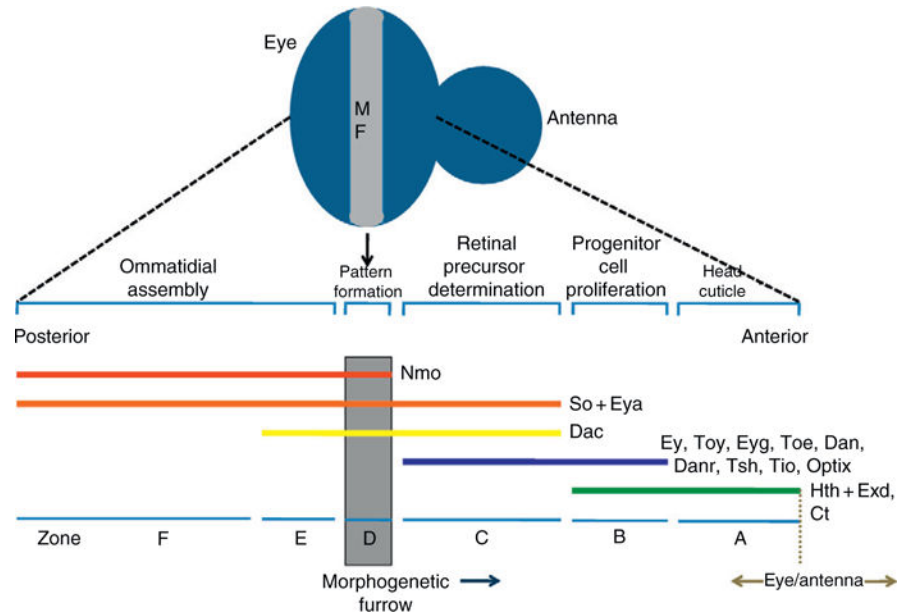 Eye
M
F
Antenna
Ommatidial
assembly
Pattern
formation
Retinal
precursor
determination
Progenitor
cell
proliferation
Head
cuticle
Posterior
Anterior
Nmo
So + Eya
Dac
Ey, Toy, Eyg, Toe, Dan,
Danr, Tsh, Tio, Optix
Hth + Exd,
Ct
Zone F E D C B A
Morphogenetic
furrow
Eye/antenna